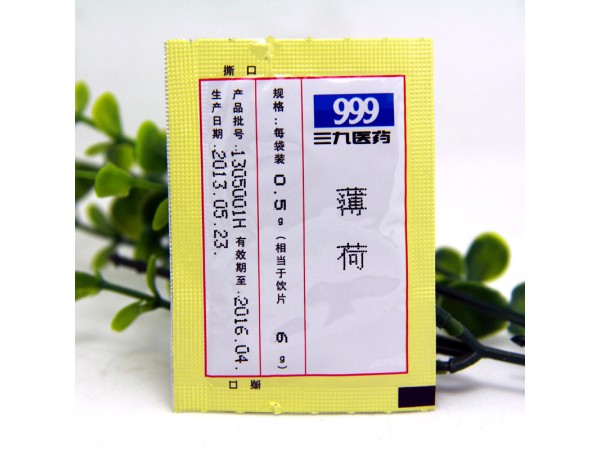 撕 口
999
三九医药
薄 荷
规格：每袋装 0.5g（相当于饮片 6g）
产品批号：1305001H 有效期至：2016.04.
生产日期：2013.05.23.
撕 口